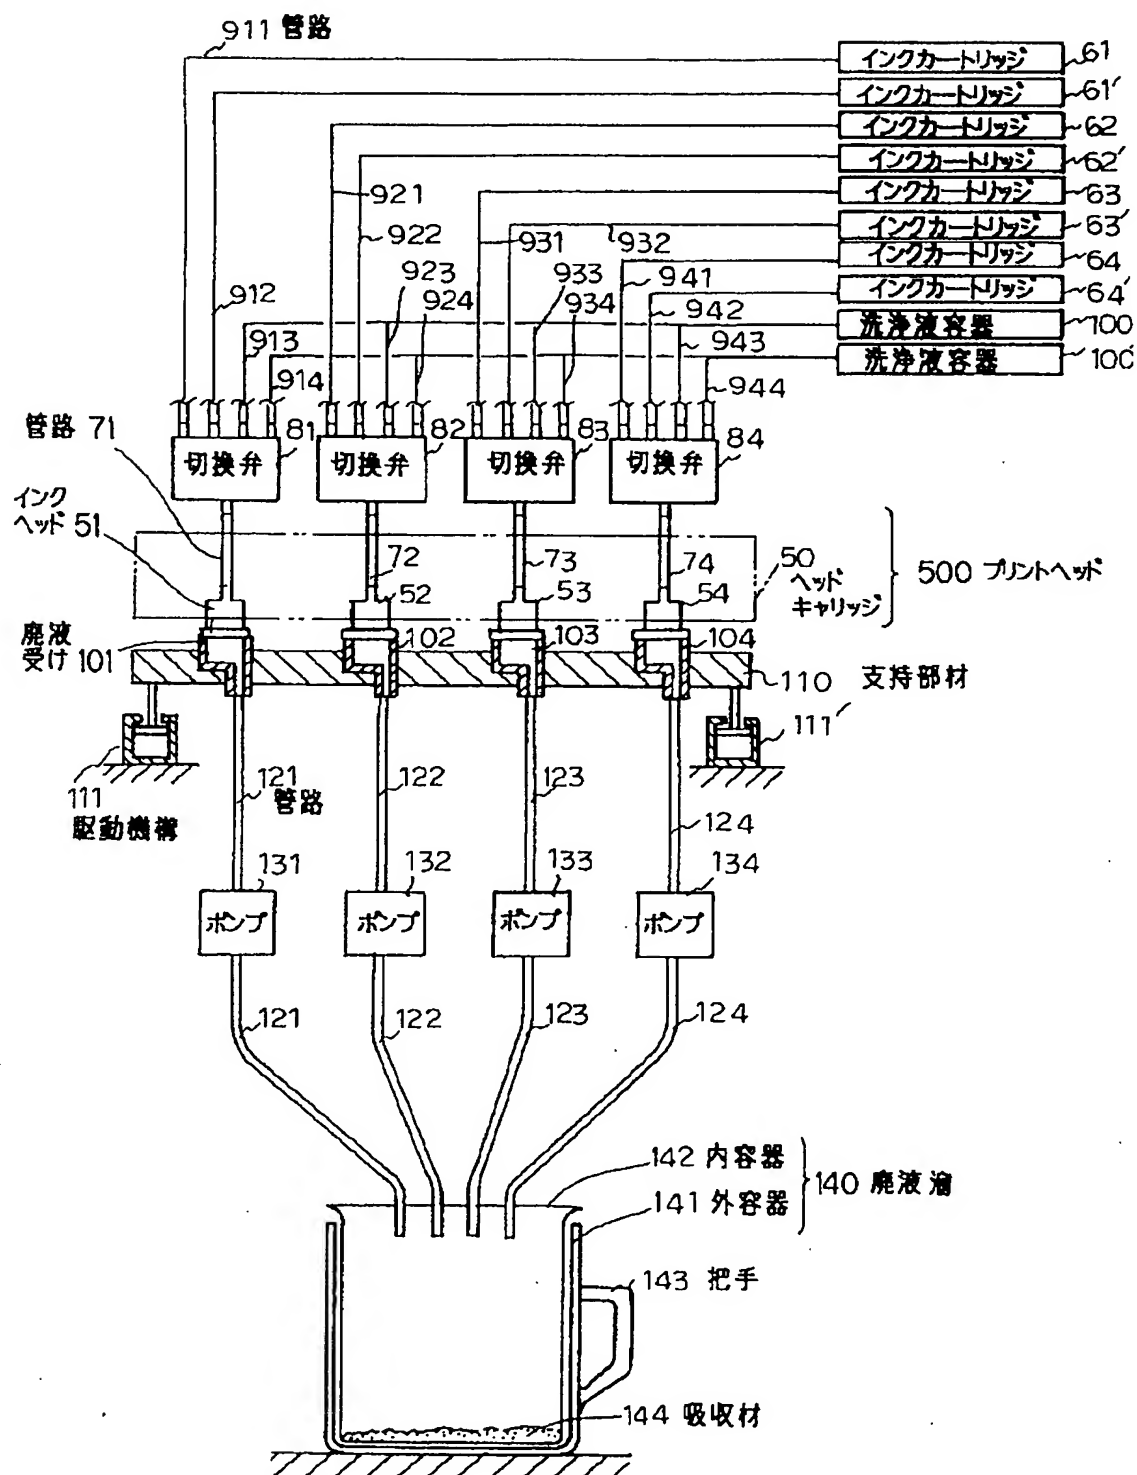 911 管路
インクカートリッジ 61
インクカートリッジ 61'
インクカートリッジ 62
インクカートリッジ 62'
インクカートリッジ 63
インクカートリッジ 63'
インクカートリッジ 64
インクカートリッジ 64'
洗浄液容器 100
洗浄液容器 100'
921
922
931
932
923
933
941
912
924
934
942
913
943
914
944
管路 71
81
82
83
84
切換弁
切換弁
切換弁
切換弁
インク
ヘッド 51
72
73
74
50
ヘッド
キャリッジ
500 プリントヘッド
52
53
54
廃液
受け 101
102
103
104
110 支持部材
111
駆動機構
111'
121
管路
122
123
124
131
132
133
134
ポンプ
ポンプ
ポンプ
ポンプ
121
122
123
124
142 内容器
141 外容器
140 廃液溜
143 把手
144 吸収材